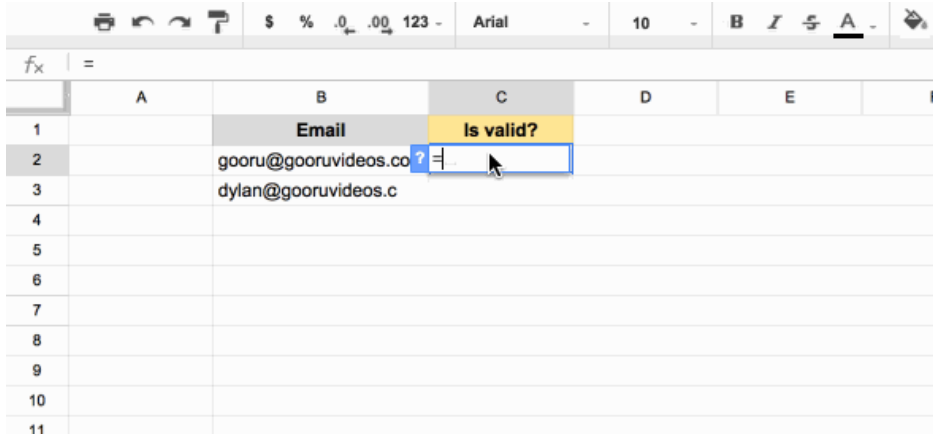 $ % .0 .00 123 Arial 10 B I S A
fx =
A B C D E
1 Email Is valid?
2 gooru@gooruvideos.co ? =
3 dylan@gooruvideos.c
4
5
6
7
8
9
10
11